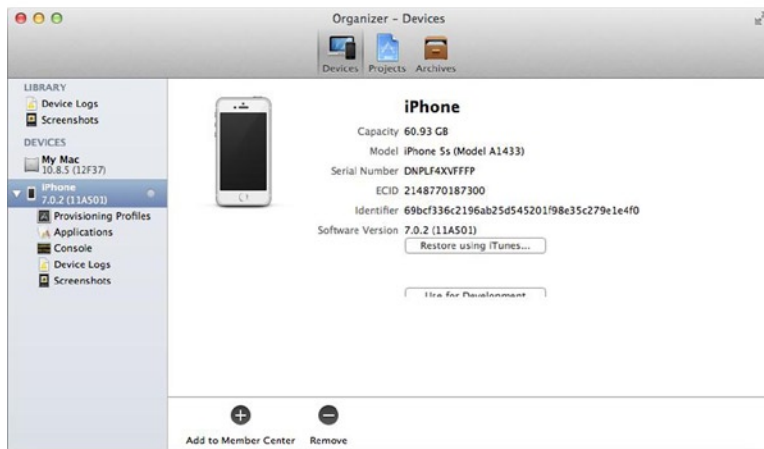 Organizer – Devices
Devices Projects Archives
LIBRARY
Device Logs
Screenshots
DEVICES
My Mac
10.8.5 (12F37)
iPhone
7.0.2 (11A501)
Provisioning Profiles
Applications
Console
Device Logs
Screenshots
iPhone
Capacity 60.93 GB
Model iPhone 5s (Model A1433)
Serial Number DNPLF4XVFFFP
ECID 2148770187300
Identifier 69bcf336c2196ab25d545201f98e35c279e1e4f0
Software Version 7.0.2 (11A501)
Restore using iTunes...
Use for Development
Add to Member Center Remove